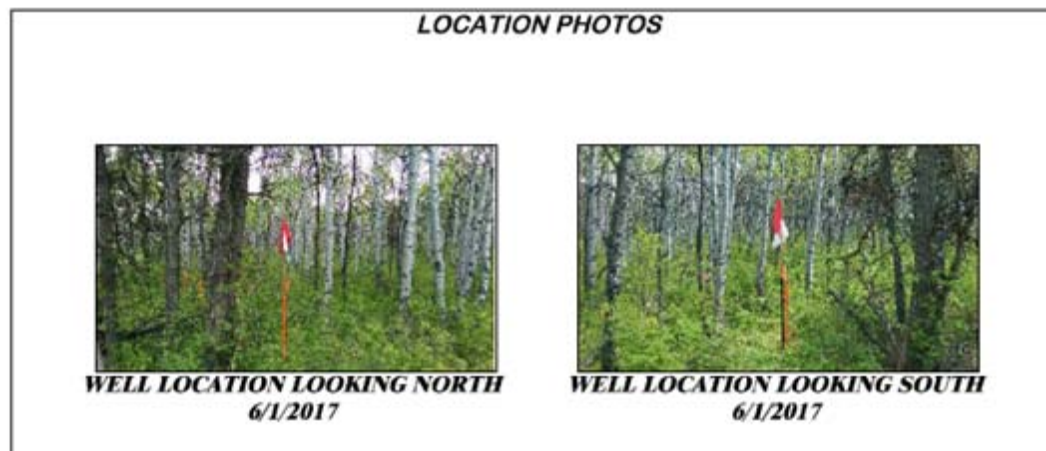 LOCATION PHOTOS
WELL LOCATION LOOKING NORTH
6/1/2017
WELL LOCATION LOOKING SOUTH
6/1/2017